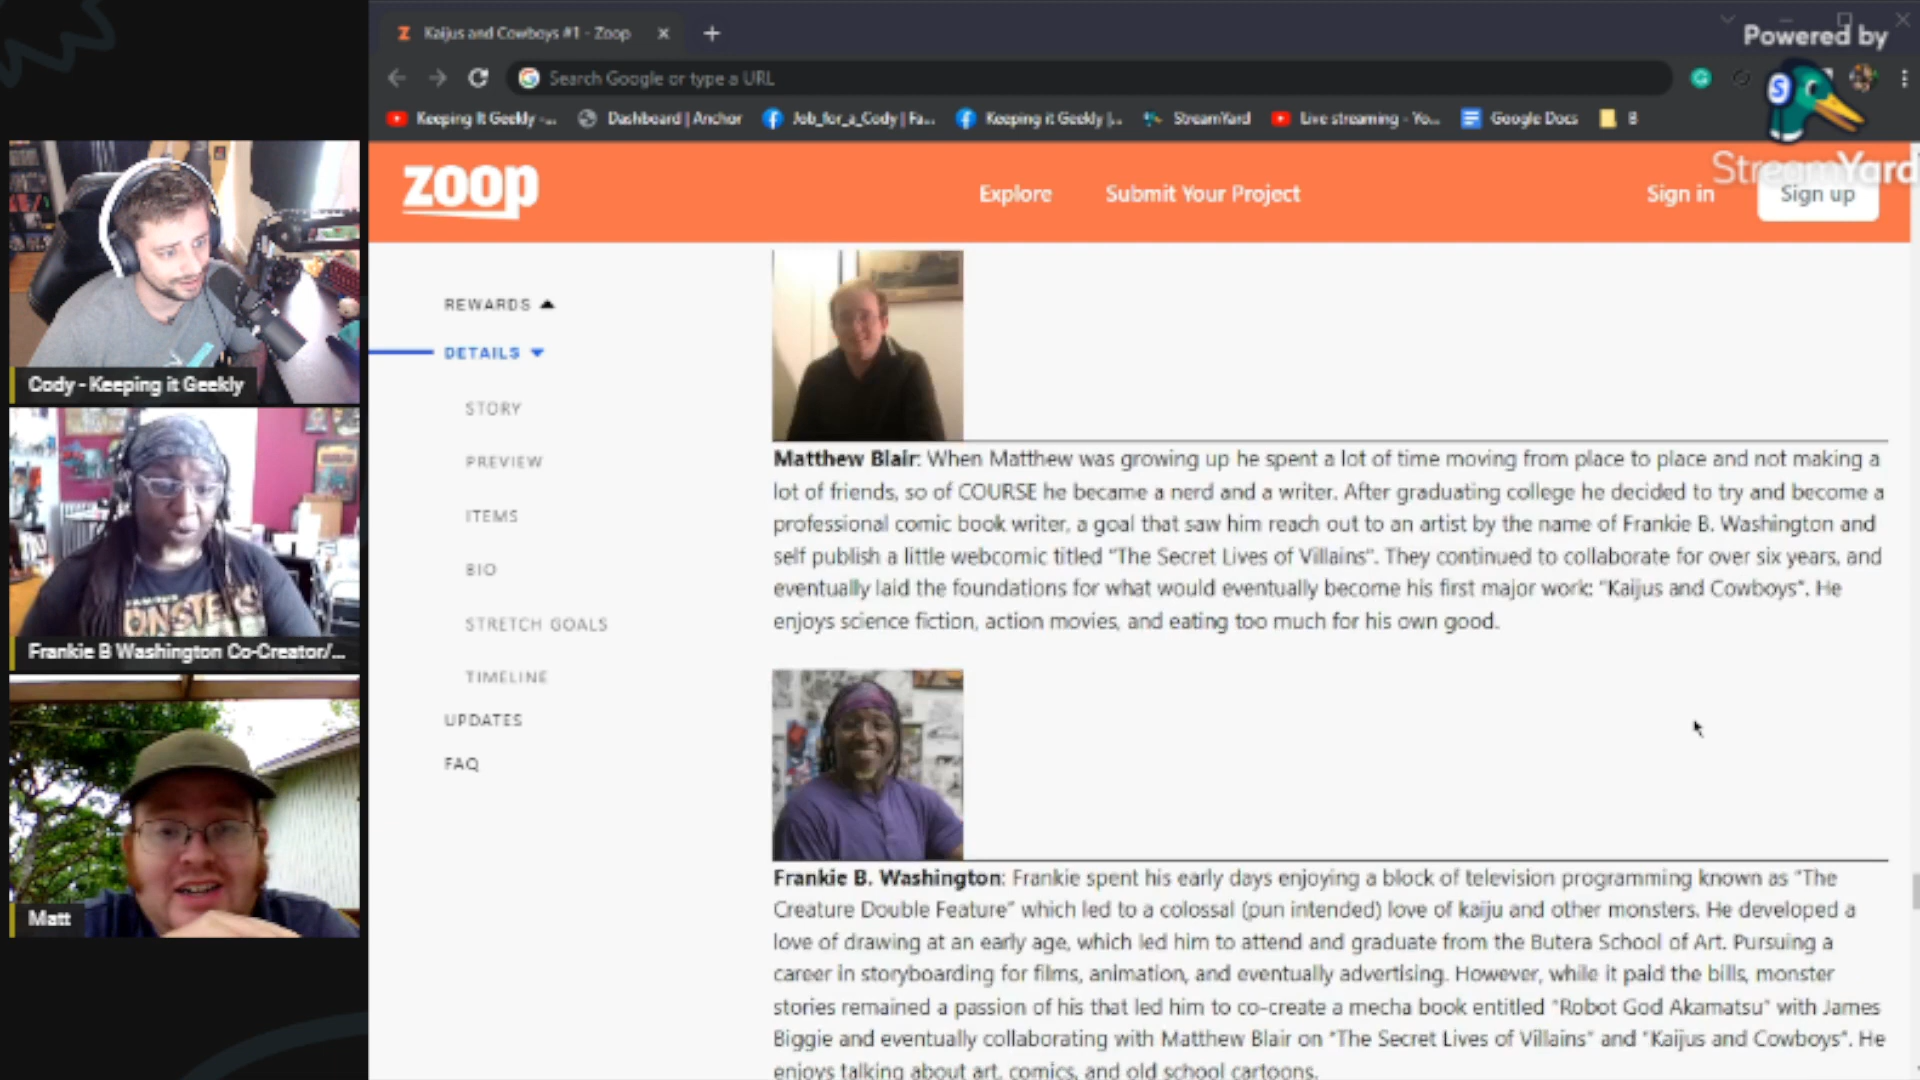 Kaijus and Cowboys #1 - Zoop
Powered by
Search Google or type a URL
S
Keeping It Geekly -...
Dashboard | Anchor
Job_for_a_Cody | Fa...
Keeping it Geekly |...
StreamYard
Live streaming - Yo...
Google Docs
B
StreamYard
zoop
Explore
Submit Your Project
Sign in
Sign up
REWARDS
DETAILS
STORY
PREVIEW
ITEMS
BIO
STRETCH GOALS
TIMELINE
UPDATES
FAQ
Cody - Keeping it Geekly
MONSTERS
Frankie B Washington Co-Creator/...
Matt
Matthew Blair: When Matthew was growing up he spent a lot of time moving from place to place and not making a
lot of friends, so of COURSE he became a nerd and a writer. After graduating college he decided to try and become a
professional comic book writer, a goal that saw him reach out to an artist by the name of Frankie B. Washington and
self publish a little webcomic titled "The Secret Lives of Villains". They continued to collaborate for over six years, and
eventually laid the foundations for what would eventually become his first major work: "Kaijus and Cowboys". He
enjoys science fiction, action movies, and eating too much for his own good.
Frankie B. Washington: Frankie spent his early days enjoying a block of television programming known as "The
Creature Double Feature" which led to a colossal (pun intended) love of kaiju and other monsters. He developed a
love of drawing at an early age, which led him to attend and graduate from the Butera School of Art. Pursuing a
career in storyboarding for films, animation, and eventually advertising. However, while it paid the bills, monster
stories remained a passion of his that led him to co-create a mecha book entitled "Robot God Akamatsu" with James
Biggie and eventually collaborating with Matthew Blair on "The Secret Lives of Villains" and "Kaijus and Cowboys". He
enjoys talking about art, comics, and old school cartoons.